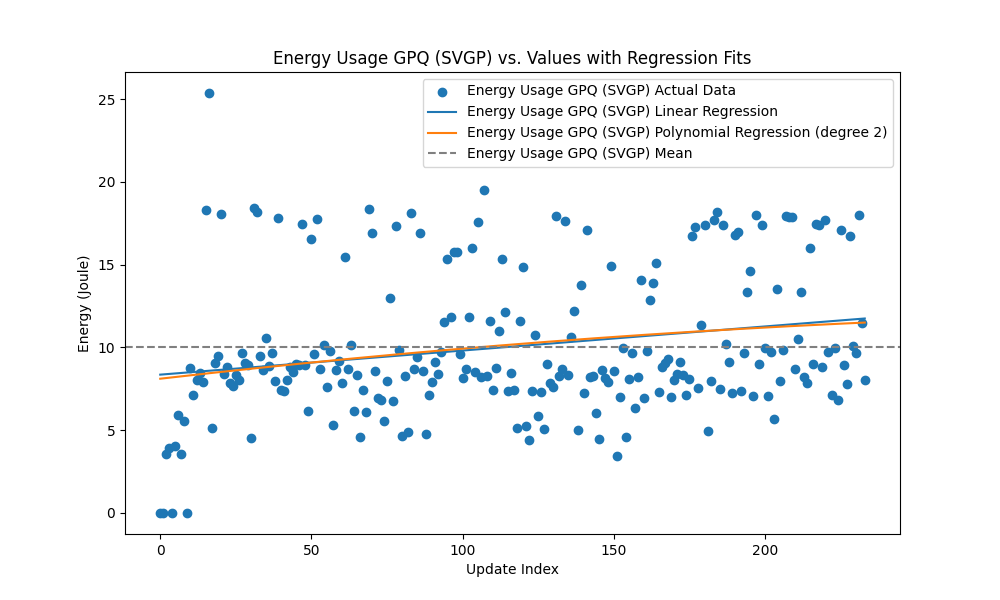 Energy Usage GPQ (SVGP) vs. Values with Regression Fits
Energy Usage GPQ (SVGP) Actual Data
Energy Usage GPQ (SVGP) Linear Regression
Energy Usage GPQ (SVGP) Polynomial Regression (degree 2)
Energy Usage GPQ (SVGP) Mean
Energy (Joule)
25
20
15
10
5
0
0 50 100 150 200
Update Index